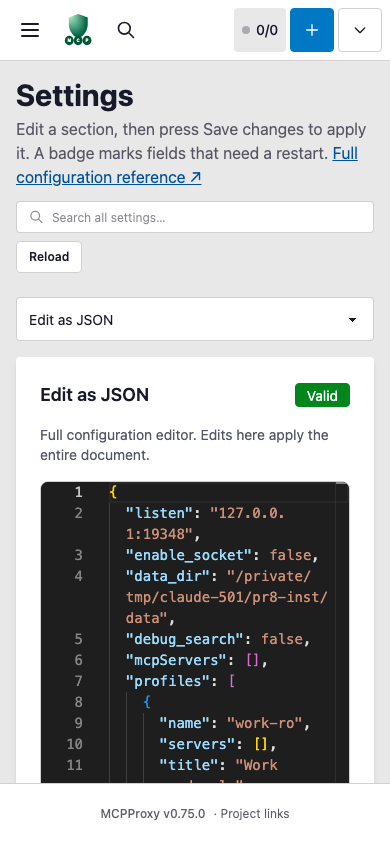 MCP
0/0
Settings
Edit a section, then press Save changes to apply
it. A badge marks fields that need a restart. Full
configuration reference ↗
Search all settings…
Reload
Edit as JSON
Edit as JSON
Valid
Full configuration editor. Edits here apply the
entire document.
1 {
2 "listen": "127.0.0.
1:19348",
3 "enable_socket": false,
4 "data_dir": "/private/
tmp/claude-501/pr8-inst/
data",
5 "debug_search": false,
6 "mcpServers": [],
7 "profiles": [
8 {
9 "name": "work-ro",
10 "servers": [],
11 "title": "Work
MCPProxy v0.75.0 · Project links